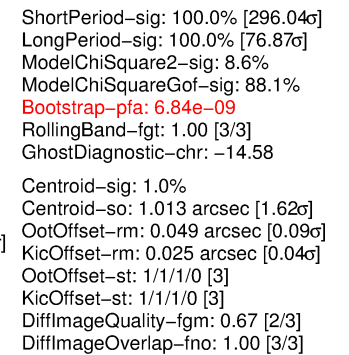 ShortPeriod−sig: 100.0% [296.04σ]
LongPeriod−sig: 100.0% [76.87σ]
ModelChiSquare2−sig: 8.6%
ModelChiSquareGof−sig: 88.1%
Bootstrap−pfa: 6.84e−09
RollingBand−fgt: 1.00 [3/3]
GhostDiagnostic−chr: −14.58
Centroid−sig: 1.0%
Centroid−so: 1.013 arcsec [1.62σ]
OotOffset−rm: 0.049 arcsec [0.09σ]
] KicOffset−rm: 0.025 arcsec [0.04σ]
OotOffset−st: 1/1/1/0 [3]
KicOffset−st: 1/1/1/0 [3]
DiffImageQuality−fgm: 0.67 [2/3]
DiffImageOverlap−fno: 1.00 [3/3]